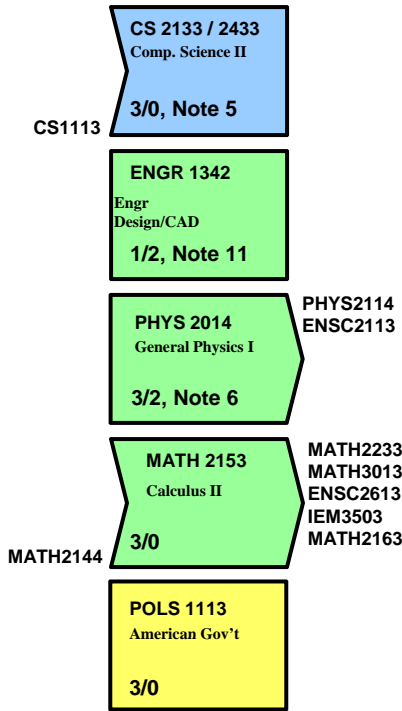 CS 2133 / 2433
Comp. Science II
3/0, Note 5
CS1113
ENGR 1342
Engr
Design/CAD
1/2, Note 11
PHYS 2014
General Physics I
3/2, Note 6
PHYS2114
ENSC2113
MATH 2153
Calculus II
3/0
MATH2144
MATH2233
MATH3013
ENSC2613
IEM3503
MATH2163
POLS 1113
American Gov't
3/0